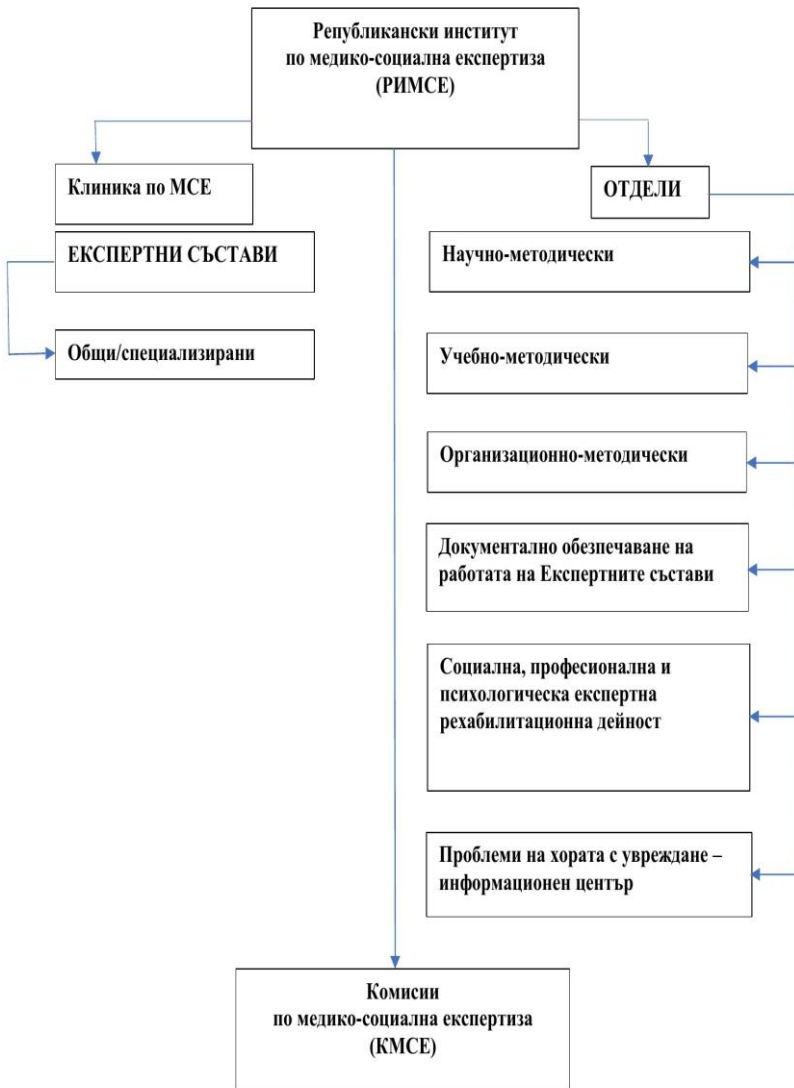 Републикански институт
по медико-социална експертиза
(РИМСЕ)
Клиника по МСЕ
ОТДЕЛИ
ЕКСПЕРТНИ СЪСТАВИ
Общи/специализирани
Научно-методически
Учебно-методически
Организационно-методически
Документално обезпечаване на
работата на Експертните състави
Социална, професионална и
психологическа експертна
рехабилитационна дейност
Проблеми на хората с увреждане –
информационен център
Комисии
по медико-социална експертиза
(КМСЕ)